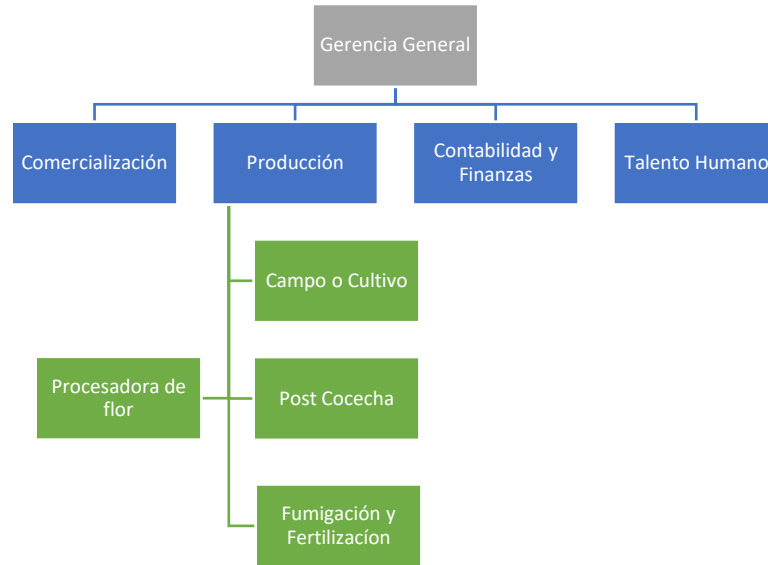 Gerencia General
Comercialización
Producción
Contabilidad y
Finanzas
Talento Humano
Campo o Cultivo
Procesadora de
flor
Post Cocecha
Fumigación y
Fertilizacíon